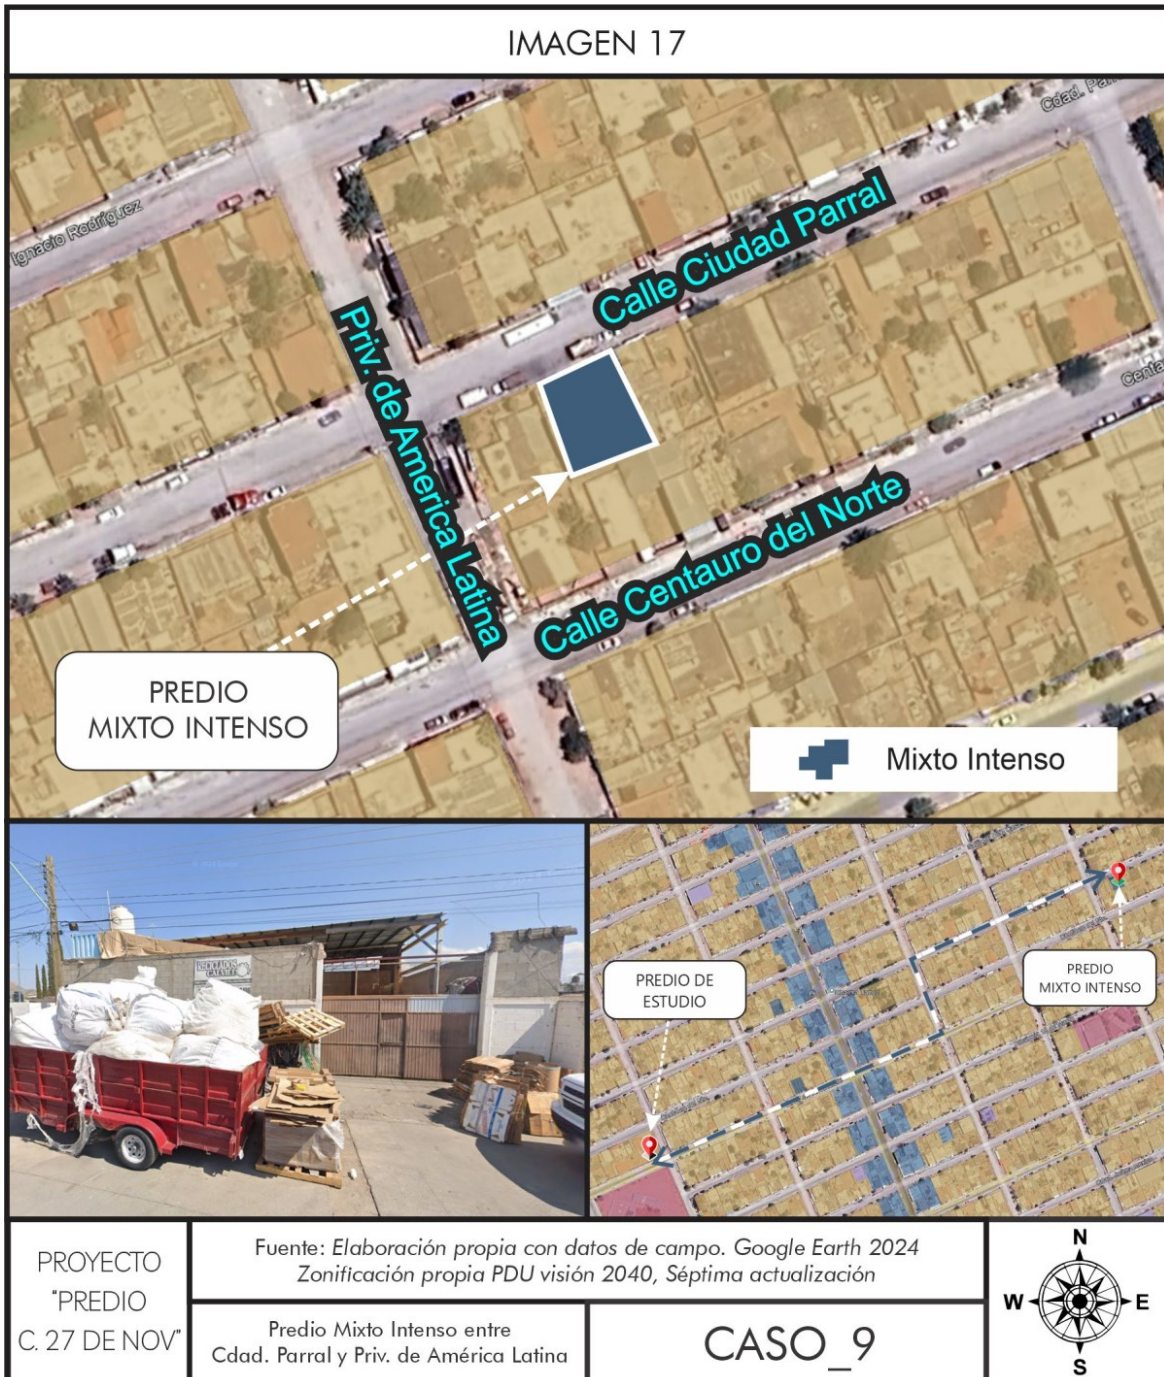 IMAGEN 17
Cdad. Par
Ignacio Rodríguez
Calle Ciudad Parral
Priv. de America Latina
Centa
Calle Centauro del Norte
PREDIO
MIXTO INTENSO
Mixto Intenso
PREDIO DE
ESTUDIO
PREDIO
MIXTO INTENSO
PROYECTO
"PREDIO
C. 27 DE NOV"
Fuente: Elaboración propia con datos de campo. Google Earth 2024
Zonificación propia PDU visión 2040, Séptima actualización
Predio Mixto Intenso entre
Cdad. Parral y Priv. de América Latina
CASO_9
N
W
E
S